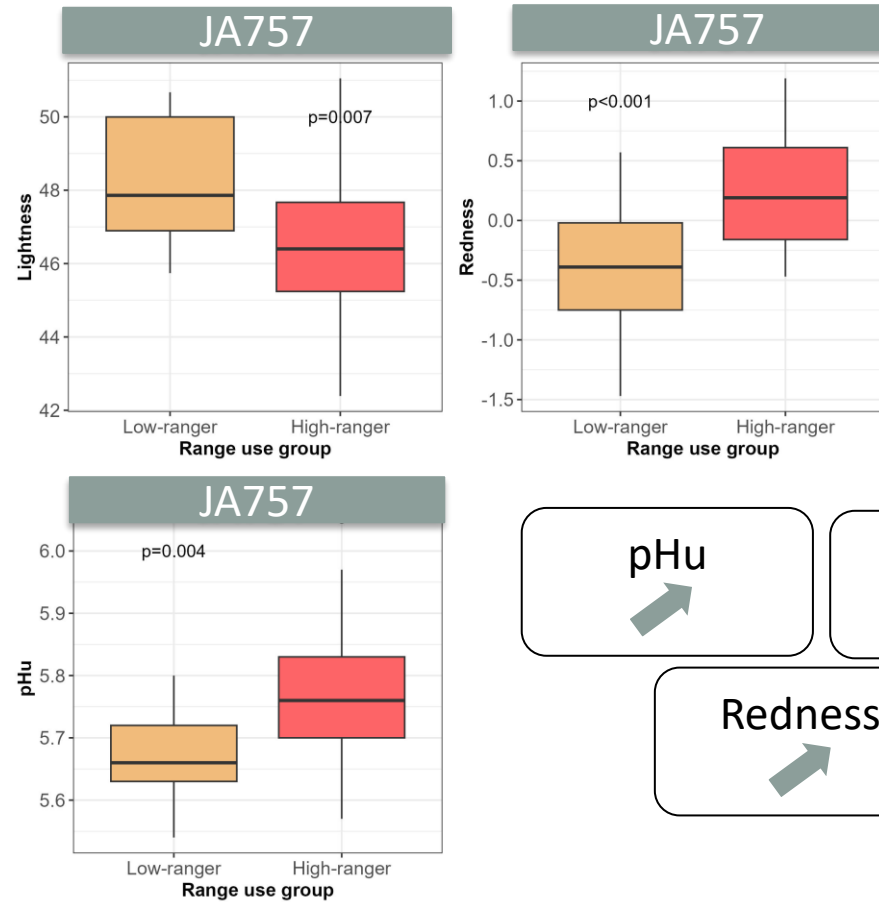 JA757
p=0.007
50
48
46
44
42
Lightness
Low-ranger High-ranger
Range use group
JA757
p<0.001
1.0
0.5
0.0
-0.5
-1.0
-1.5
Redness
Low-ranger High-ranger
Range use group
JA757
p=0.004
6.0
5.9
5.8
5.7
5.6
pHu
Low-ranger High-ranger
Range use group
pHu
Redness